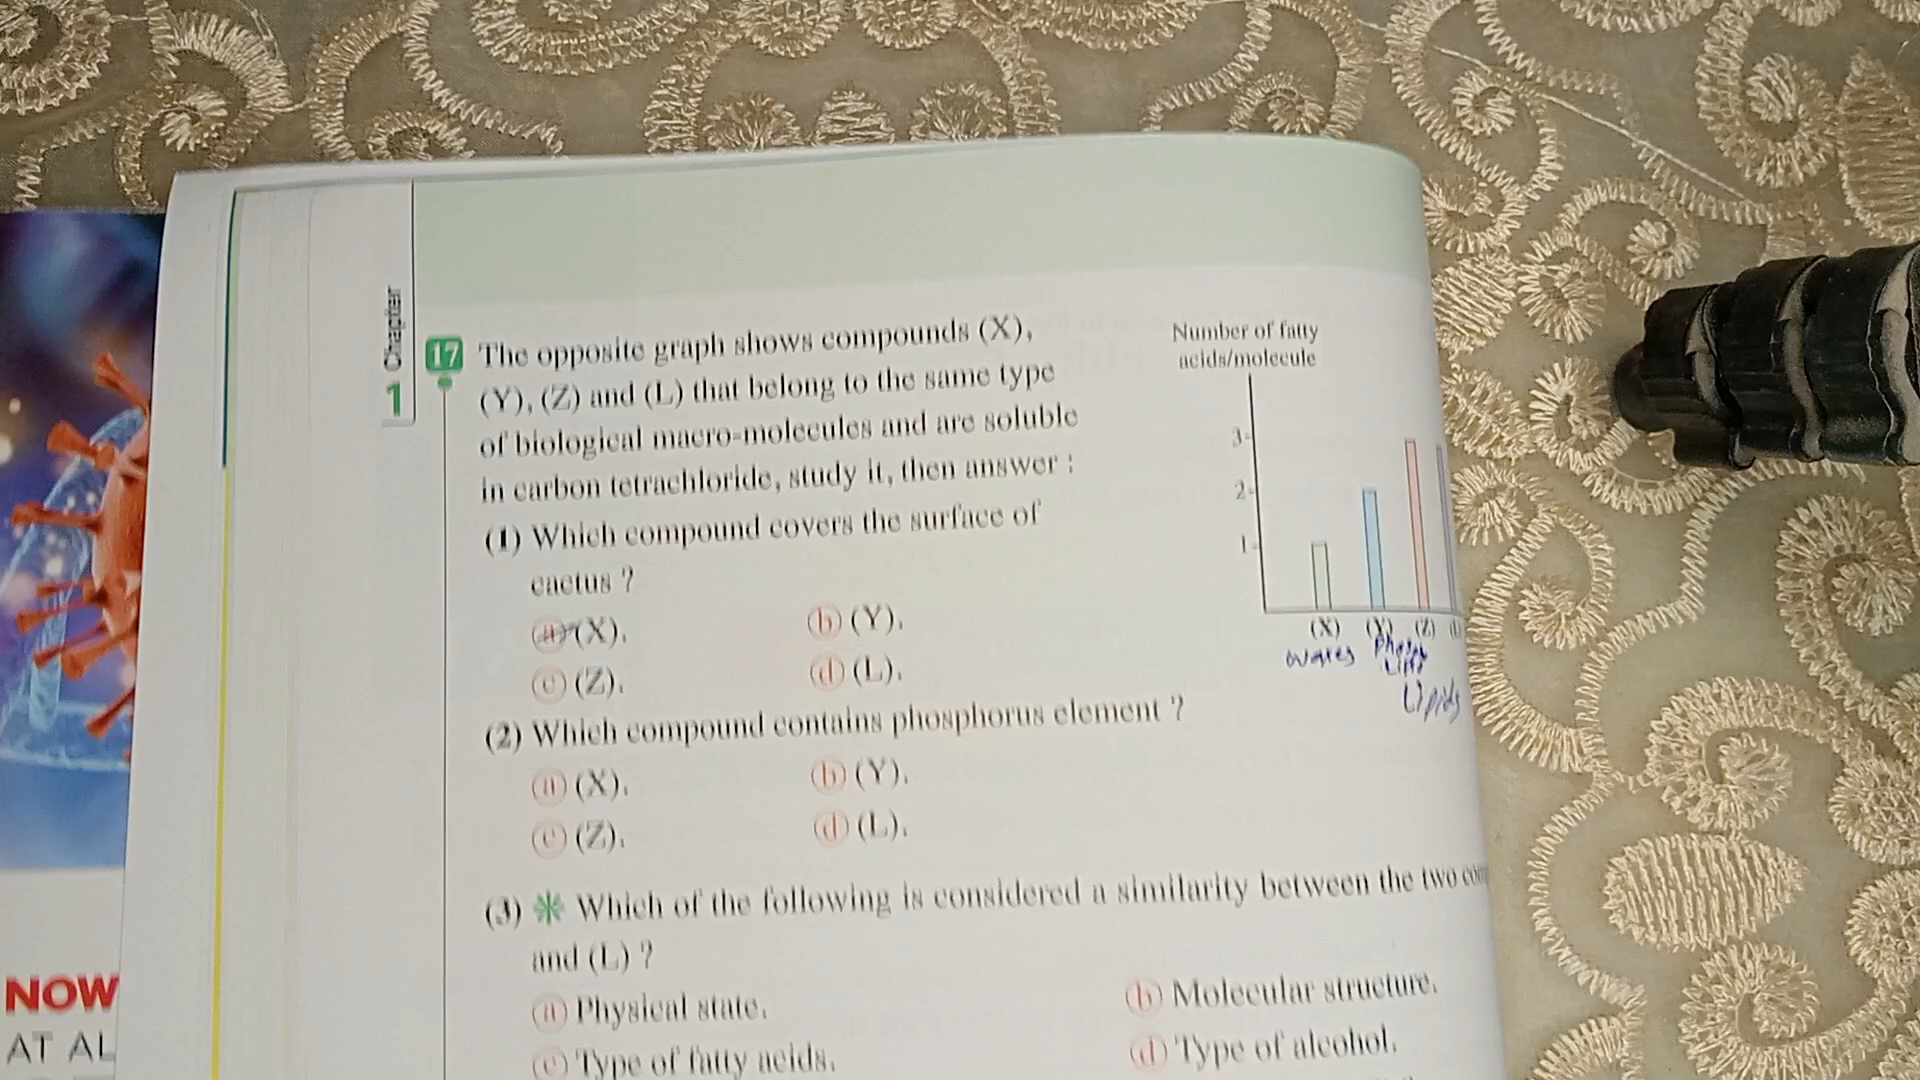 Chapter
1
17 The opposite graph shows compounds (X),
(Y), (Z) and (L) that belong to the same type
of biological macro-molecules and are soluble
in carbon tetrachloride, study it, then answer :
(1) Which compound covers the surface of
cactus ?
a (X).
b (Y).
c (Z).
d (L).
(2) Which compound contains phosphorus element ?
a (X).
b (Y).
c (Z).
d (L).
(3) * Which of the following is considered a similarity between the two
and (L) ?
a Physical state.
b Molecular structure.
c Type of fatty acids.
d Type of alcohol.
Number of fatty
acids/molecule
3
2
1
(X) (Y) (Z)
Lipids
NOW
AT AL